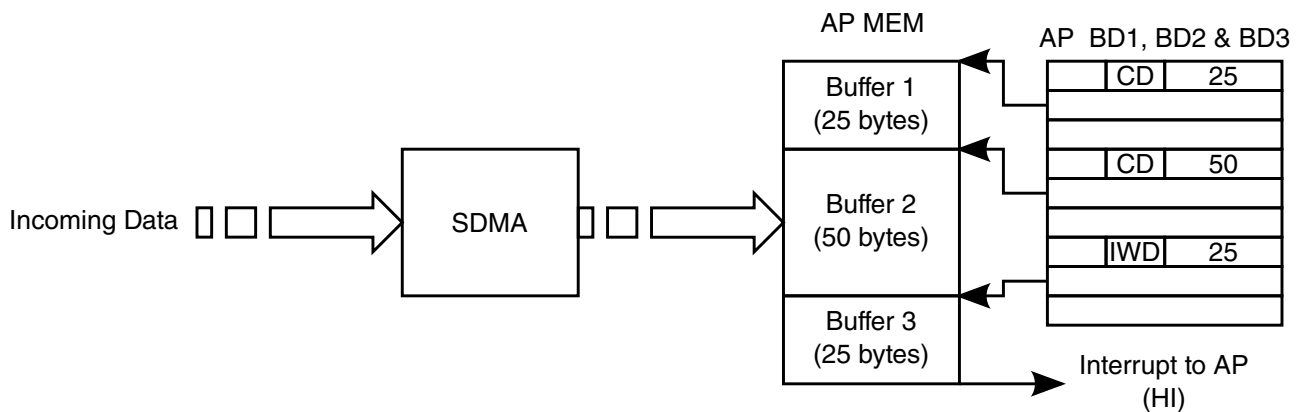 AP MEM
AP BD1, BD2 & BD3
Buffer 1
(25 bytes)
CD 25
Incoming Data
SDMA
Buffer 2
(50 bytes)
CD 50
IWD 25
Buffer 3
(25 bytes)
Interrupt to AP
(HI)